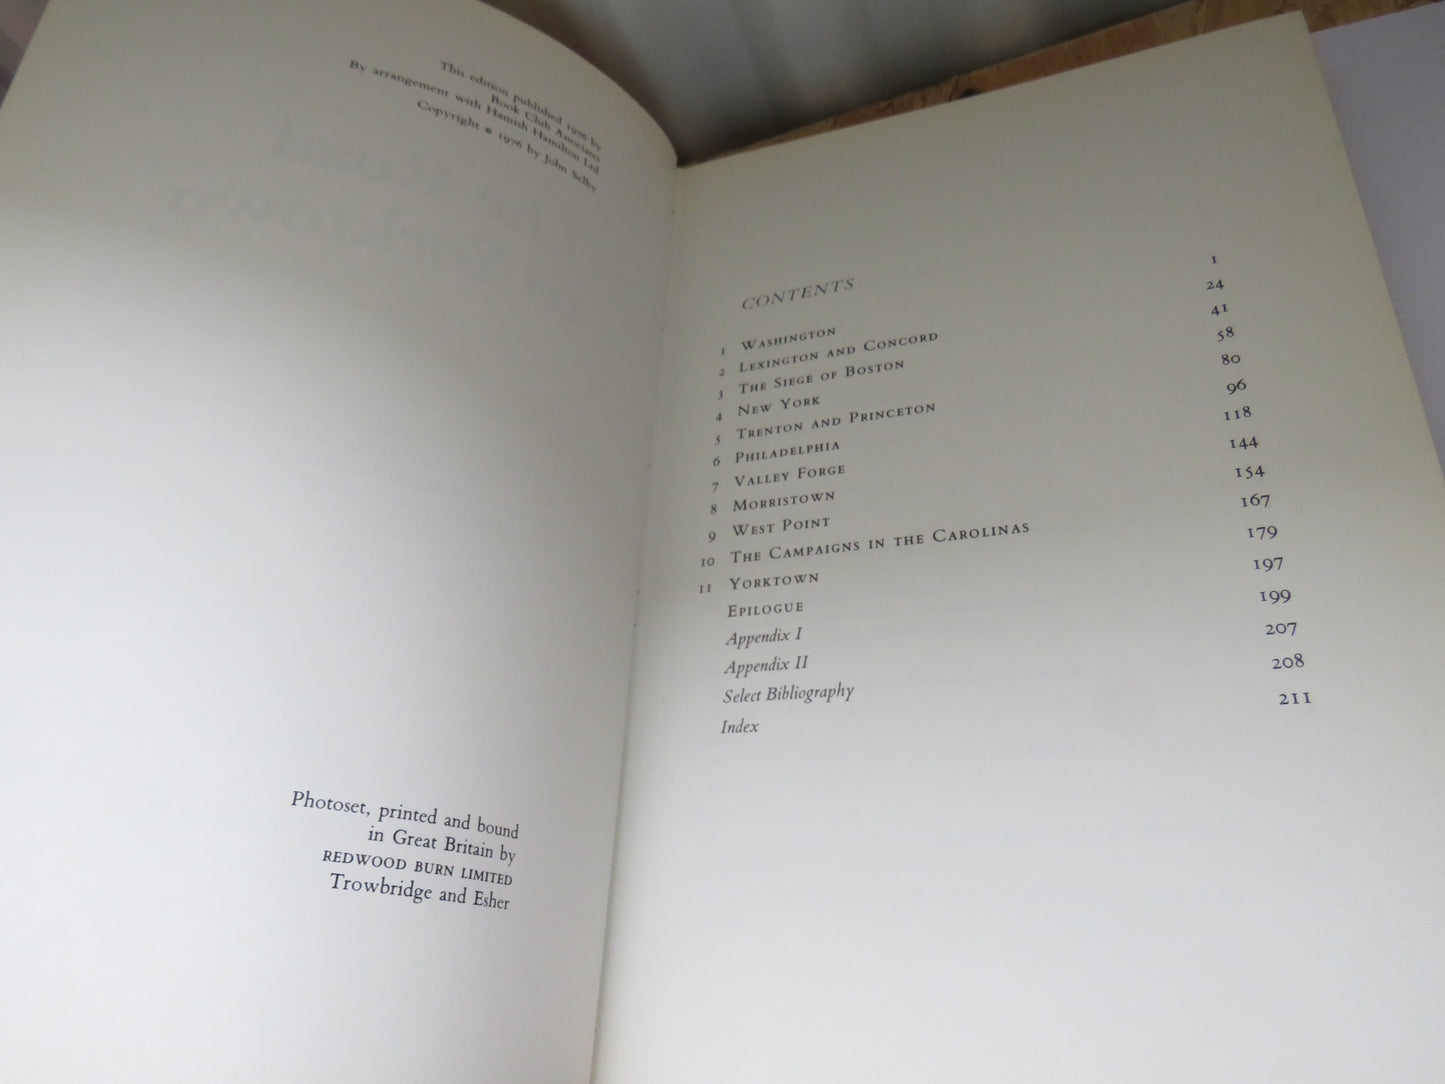 This edition published 1976 by
Book Club Associates
By arrangement with Hamish Hamilton Ltd
Copyright © 1976 by John Selby
The Road
to Yorktown
Photoset, printed and bound
in Great Britain by
REDWOOD BURN LIMITED
Trowbridge and Esher
CONTENTS
1 WASHINGTON 1
2 LEXINGTON AND CONCORD 24
3 THE SIEGE OF BOSTON 41
4 NEW YORK 58
5 TRENTON AND PRINCETON 80
6 PHILADELPHIA 96
7 VALLEY FORGE 118
8 MORRISTOWN 144
9 WEST POINT 154
10 THE CAMPAIGNS IN THE CAROLINAS 167
11 YORKTOWN 179
EPILOGUE 197
Appendix I 199
Appendix II 207
Select Bibliography 208
Index 211